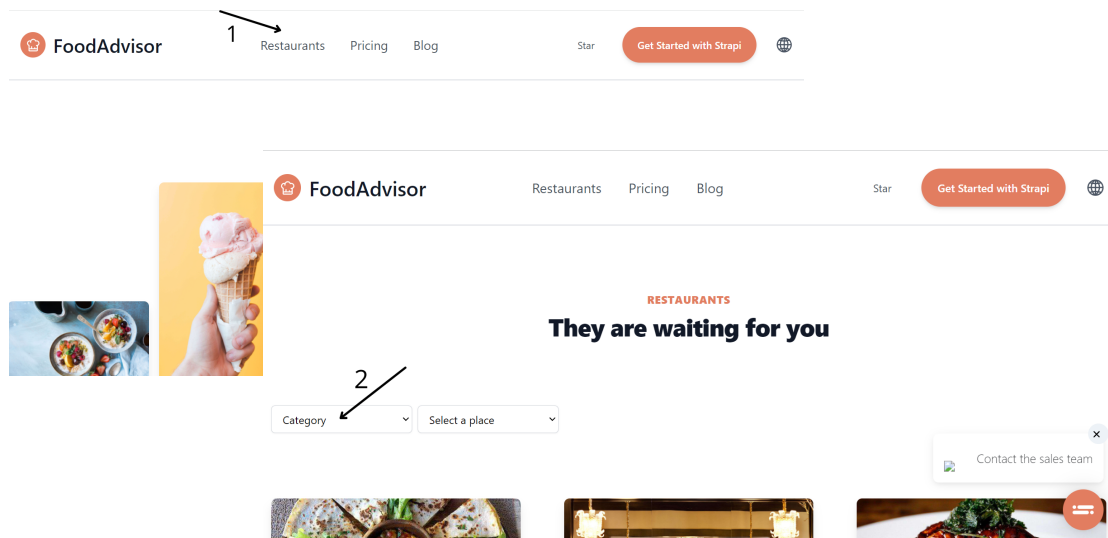 1
FoodAdvisor Restaurants Pricing Blog Star Get Started with Strapi
FoodAdvisor Restaurants Pricing Blog Star Get Started with Strapi
RESTAURANTS
They are waiting for you
2
Category Select a place
Contact the sales team